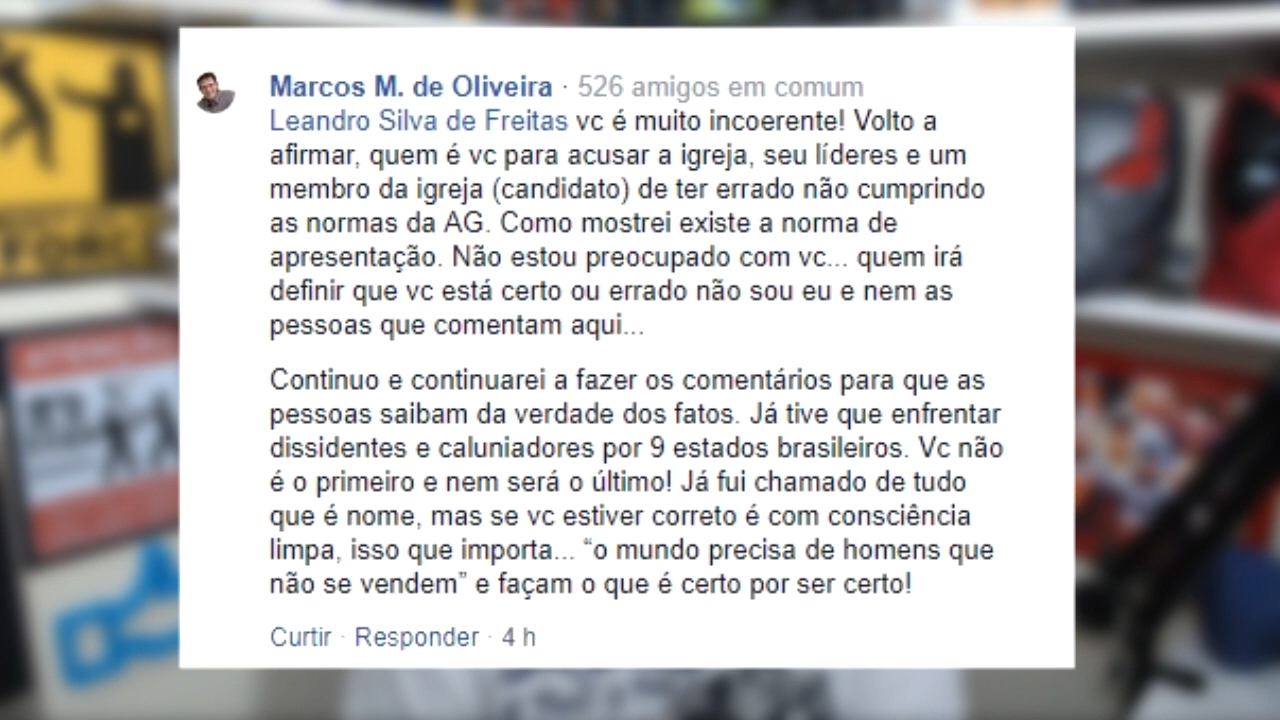 Marcos M. de Oliveira · 526 amigos em comum
Leandro Silva de Freitas vc é muito incoerente! Volto a
afirmar, quem é vc para acusar a igreja, seu líderes e um
membro da igreja (candidato) de ter errado não cumprindo
as normas da AG. Como mostrei existe a norma de
apresentação. Não estou preocupado com vc... quem irá
definir que vc está certo ou errado não sou eu e nem as
pessoas que comentam aqui...
Continuo e continuarei a fazer os comentários para que as
pessoas saibam da verdade dos fatos. Já tive que enfrentar
dissidentes e caluniadores por 9 estados brasileiros. Vc não
é o primeiro e nem será o último! Já fui chamado de tudo
que é nome, mas se vc estiver correto é com consciência
limpa, isso que importa... “o mundo precisa de homens que
não se vendem” e façam o que é certo por ser certo!
Curtir · Responder · 4 h